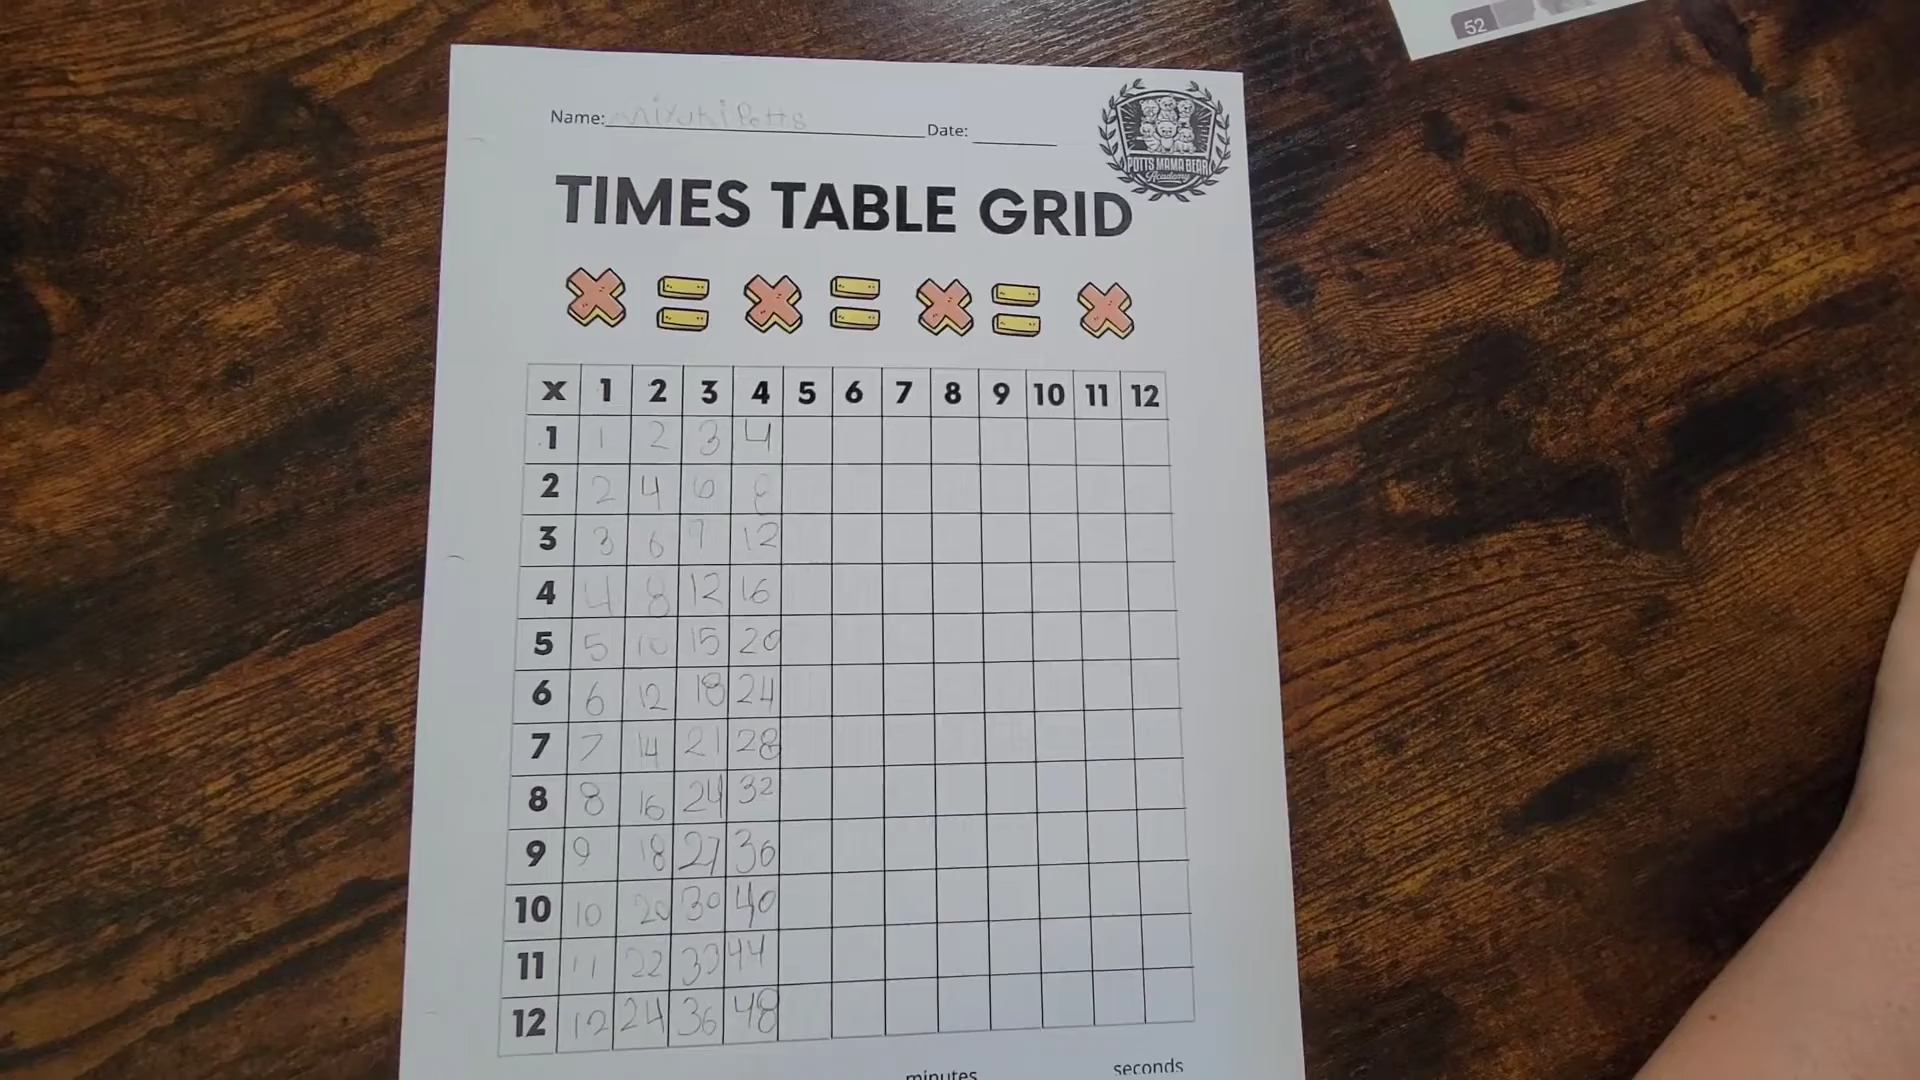 52
Name: Mizuki Potts Date:
POTTS MAMA BEAR
Academy
TIMES TABLE GRID
X 1 2 3 4 5 6 7 8 9 10 11 12
1 1 2 3 4
2 2 4 6 8
3 3 6 9 12
4 4 8 12 16
5 5 10 15 20
6 6 12 18 24
7 7 14 21 28
8 8 16 24 32
9 9 18 27 36
10 10 20 30 40
11 11 22 33 44
12 12 24 36 48
minutes seconds